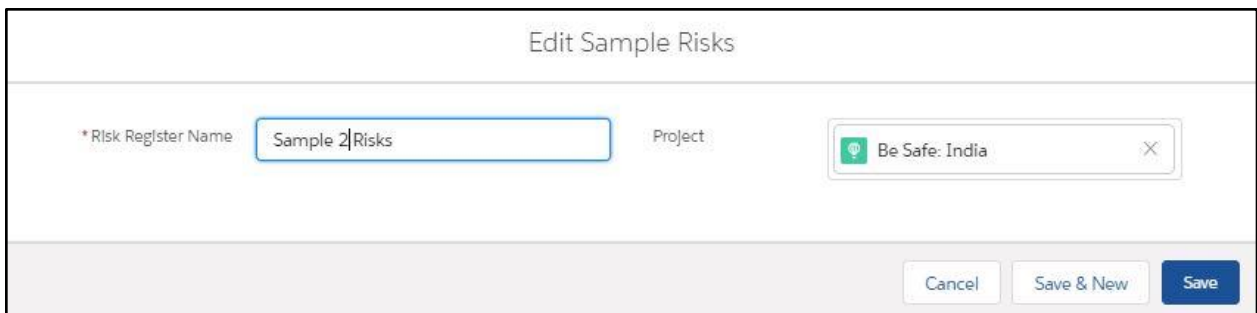 Edit Sample Risks
*Risk Register Name Sample 2 Risks Project Be Safe: India
Cancel Save & New Save